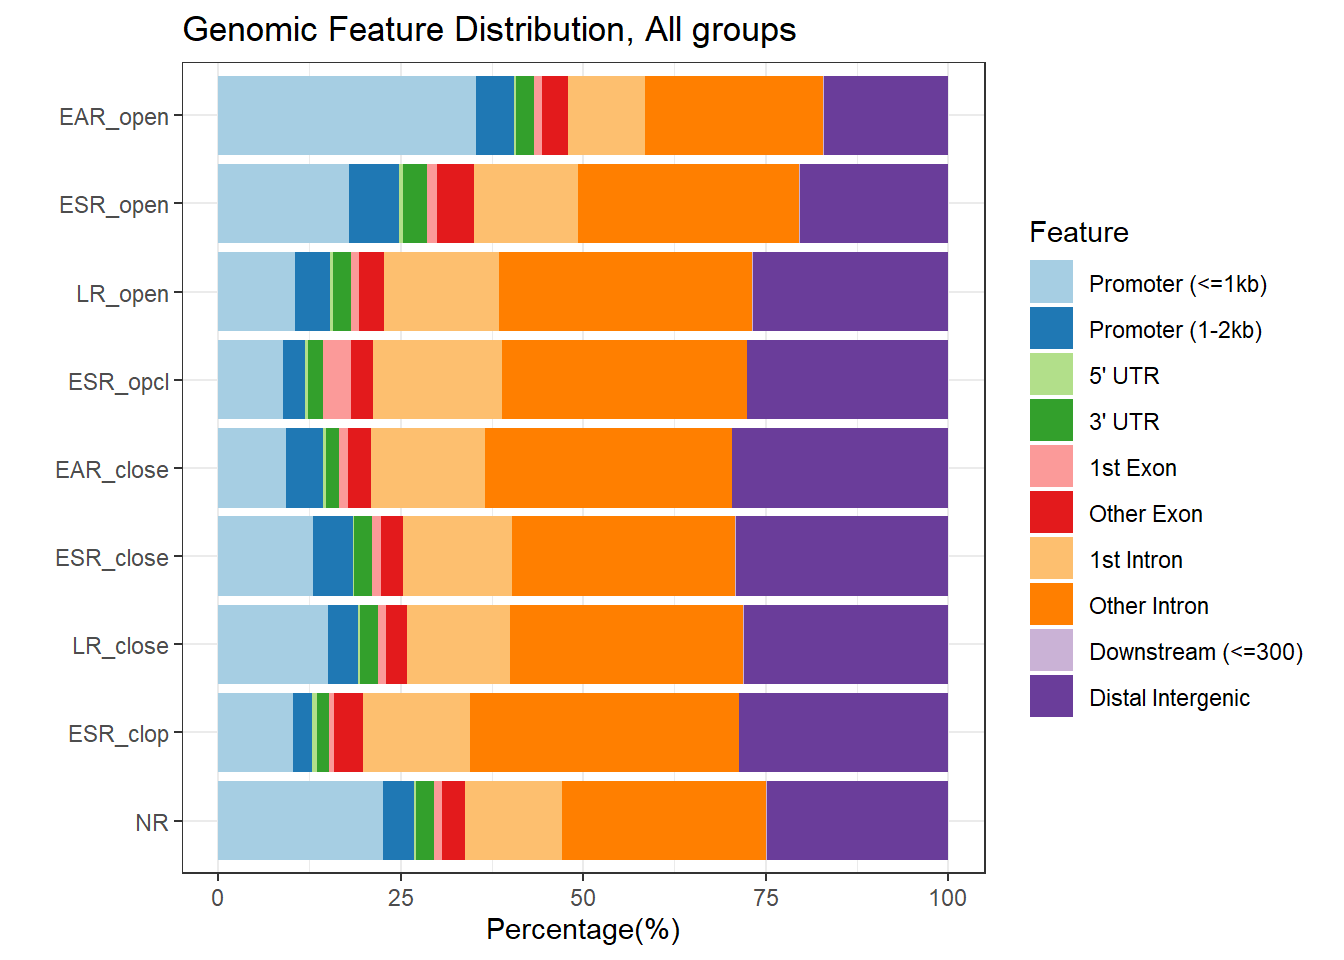 Genomic Feature Distribution, All groups
EAR_open
ESR_open
LR_open
ESR_opcl
EAR_close
ESR_close
LR_close
ESR_clop
NR
0 25 50 75 100
Percentage(%)
Feature
Promoter (<=1kb)
Promoter (1-2kb)
5' UTR
3' UTR
1st Exon
Other Exon
1st Intron
Other Intron
Downstream (<=300)
Distal Intergenic